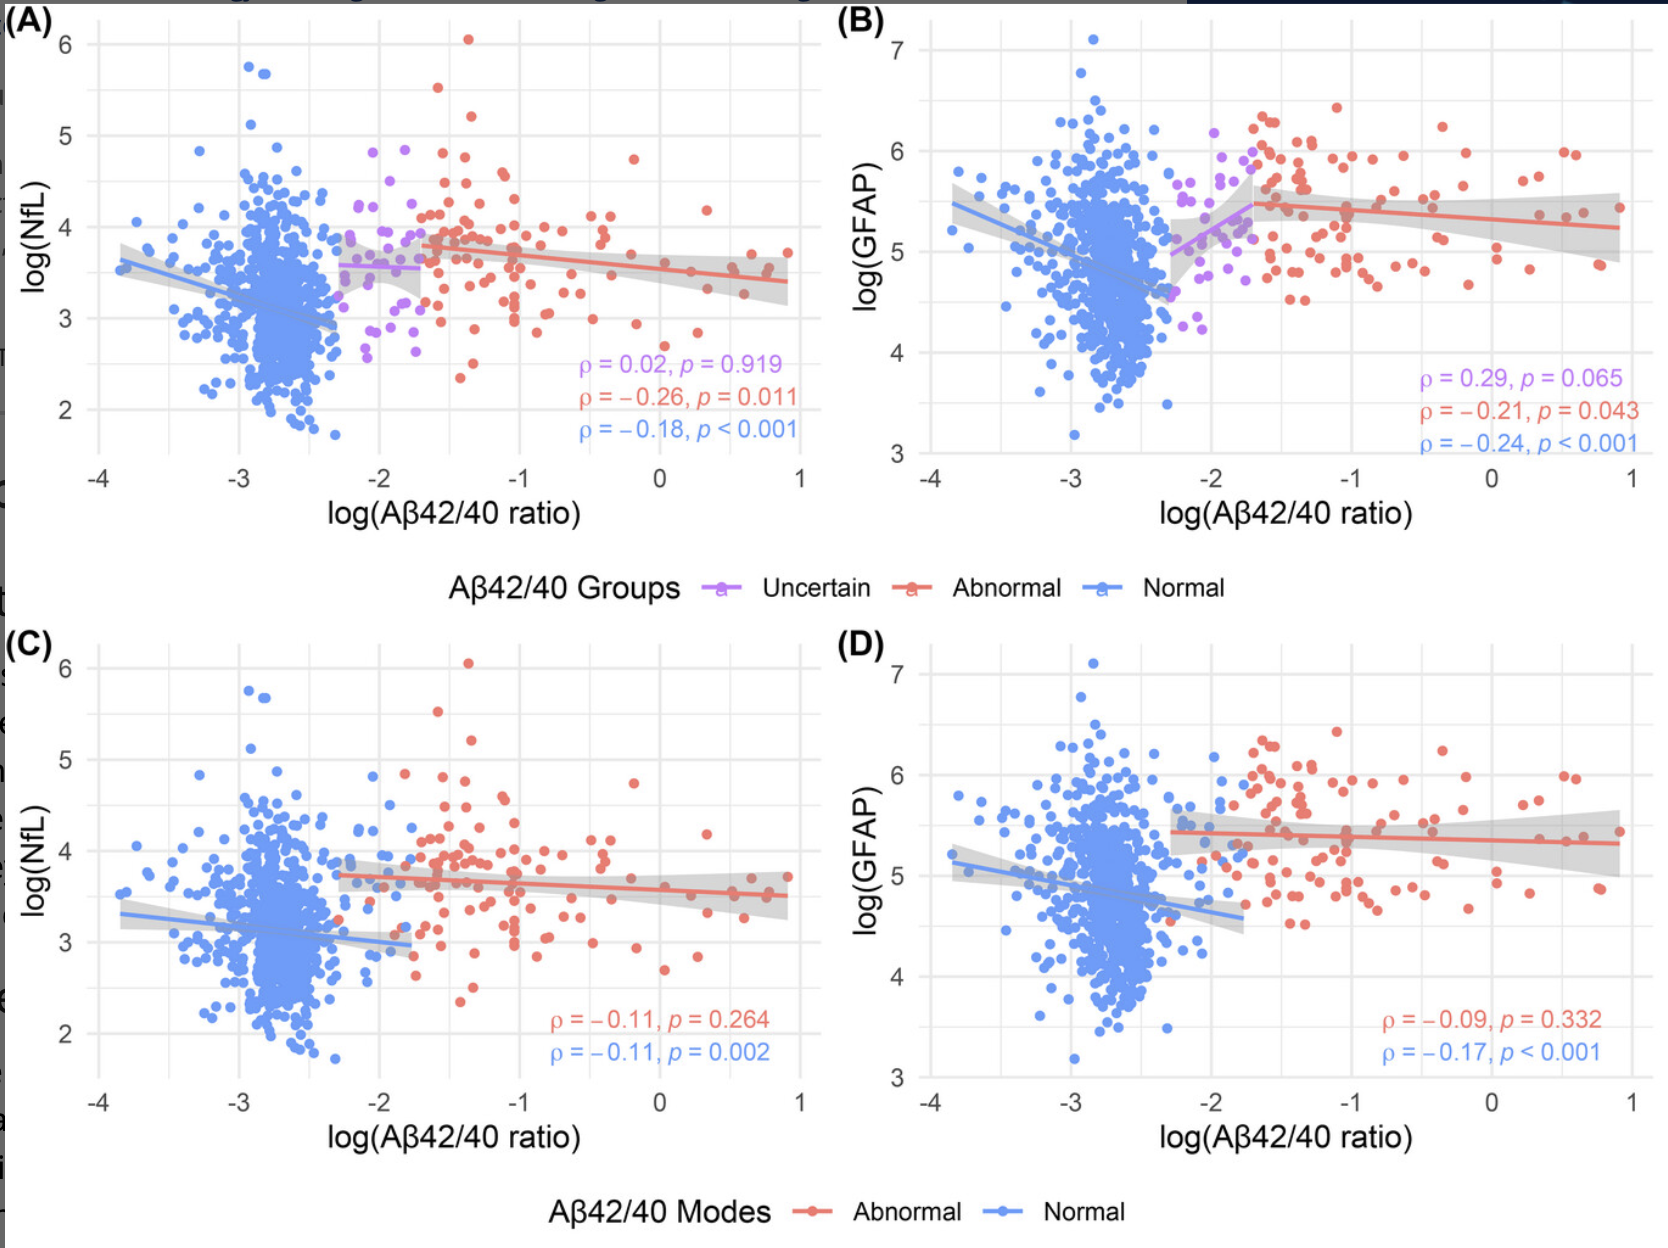 (A)
6
5
4
3
2
log(NfL)
ρ = 0.02, p = 0.919
ρ = −0.26, p = 0.011
ρ = −0.18, p < 0.001
-4 -3 -2 -1 0 1
log(Aβ42/40 ratio)
(B)
7
6
5
4
3
log(GFAP)
ρ = 0.29, p = 0.065
ρ = −0.21, p = 0.043
ρ = −0.24, p < 0.001
-4 -3 -2 -1 0 1
log(Aβ42/40 ratio)
Aβ42/40 Groups a Uncertain a Abnormal a Normal
(C)
6
5
4
3
2
log(NfL)
ρ = −0.11, p = 0.264
ρ = −0.11, p = 0.002
-4 -3 -2 -1 0 1
log(Aβ42/40 ratio)
(D)
7
6
5
4
3
log(GFAP)
ρ = −0.09, p = 0.332
ρ = −0.17, p < 0.001
-4 -3 -2 -1 0 1
log(Aβ42/40 ratio)
Aβ42/40 Modes Abnormal Normal